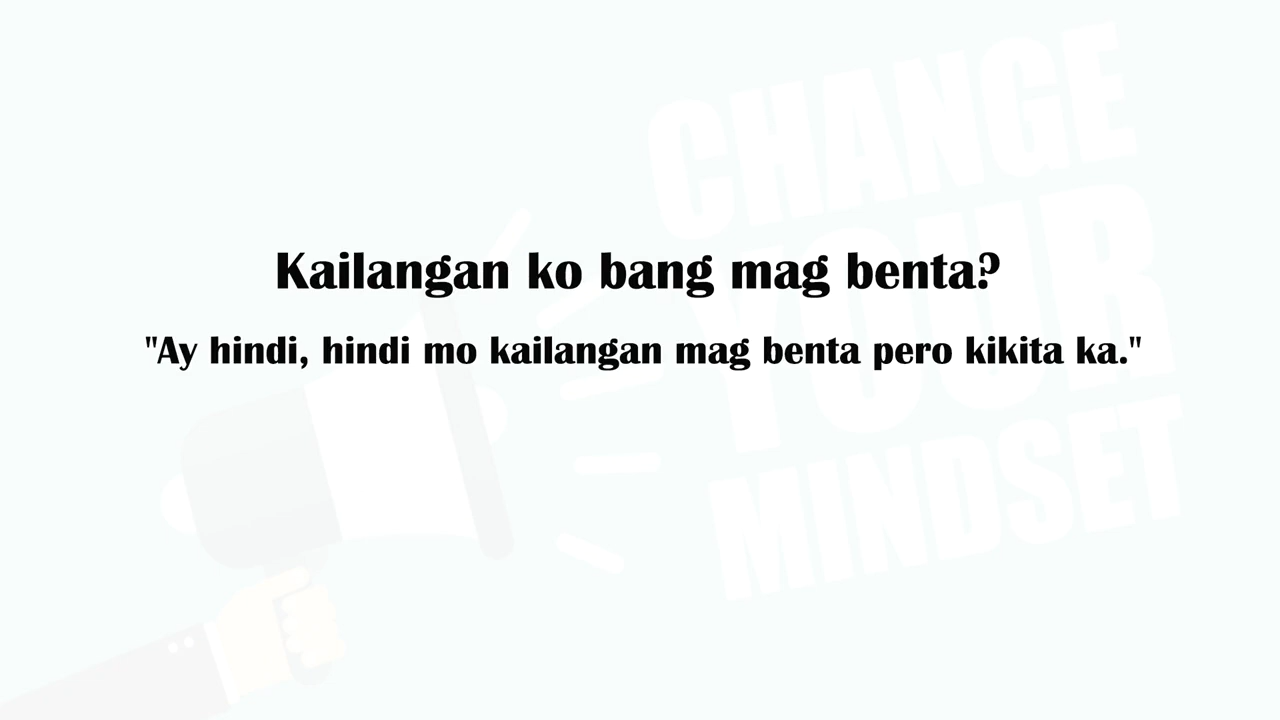 CHANGE
YOUR
MINDSET
Kailangan ko bang mag benta?
"Ay hindi, hindi mo kailangan mag benta pero kikita ka."